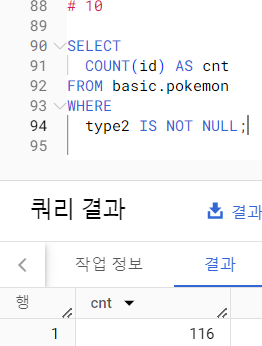 88
89 # 10
90 SELECT
91 COUNT(id) AS cnt
92 FROM basic.pokemon
93 WHERE
94 type2 IS NOT NULL;
95
쿼리 결과
결과
작업 정보 결과
행 cnt
1 116